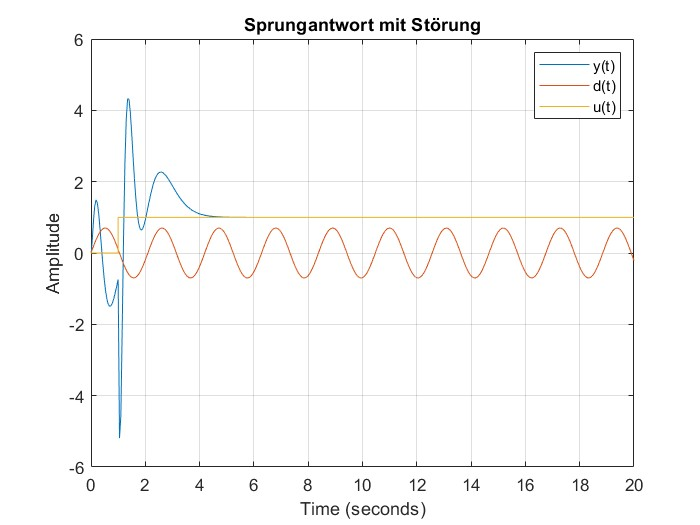 Sprungantwort mit Störung
6
4
2
0
-2
-4
-6
Amplitude
y(t)
d(t)
u(t)
0 2 4 6 8 10 12 14 16 18 20
Time (seconds)